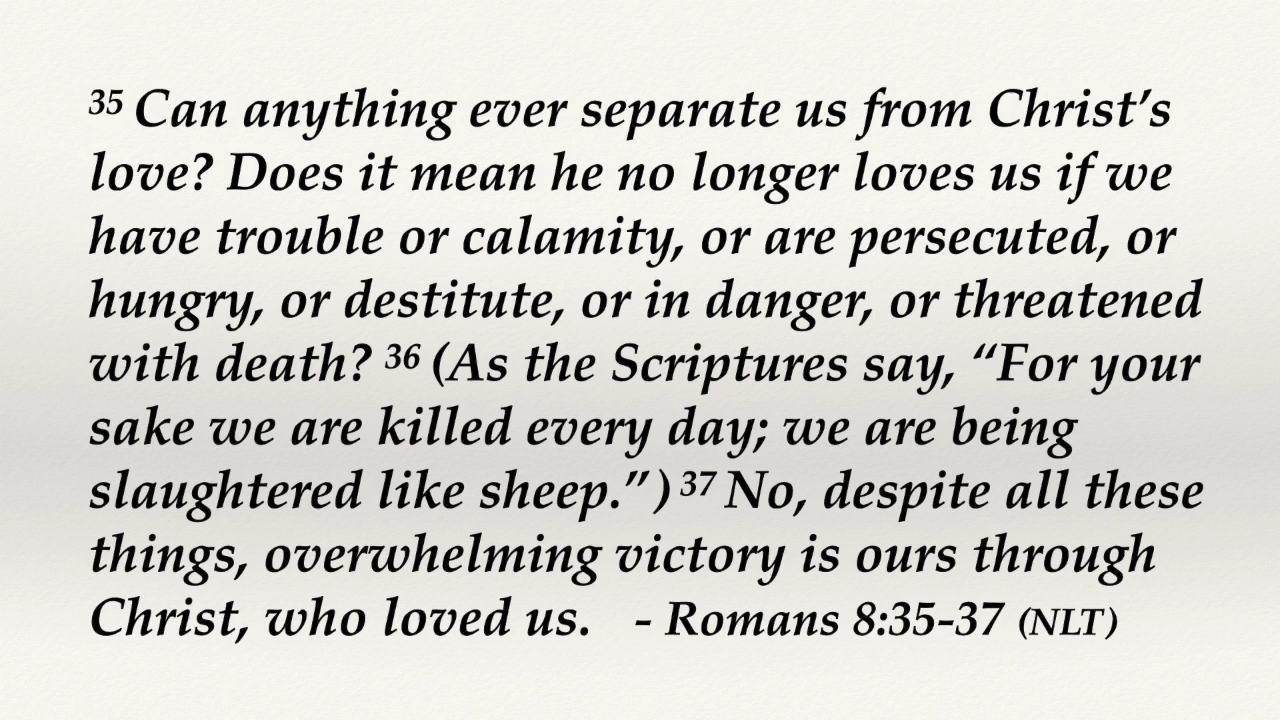 35 Can anything ever separate us from Christ’s
love? Does it mean he no longer loves us if we
have trouble or calamity, or are persecuted, or
hungry, or destitute, or in danger, or threatened
with death? 36 (As the Scriptures say, “For your
sake we are killed every day; we are being
slaughtered like sheep.”) 37 No, despite all these
things, overwhelming victory is ours through
Christ, who loved us. - Romans 8:35-37 (NLT)